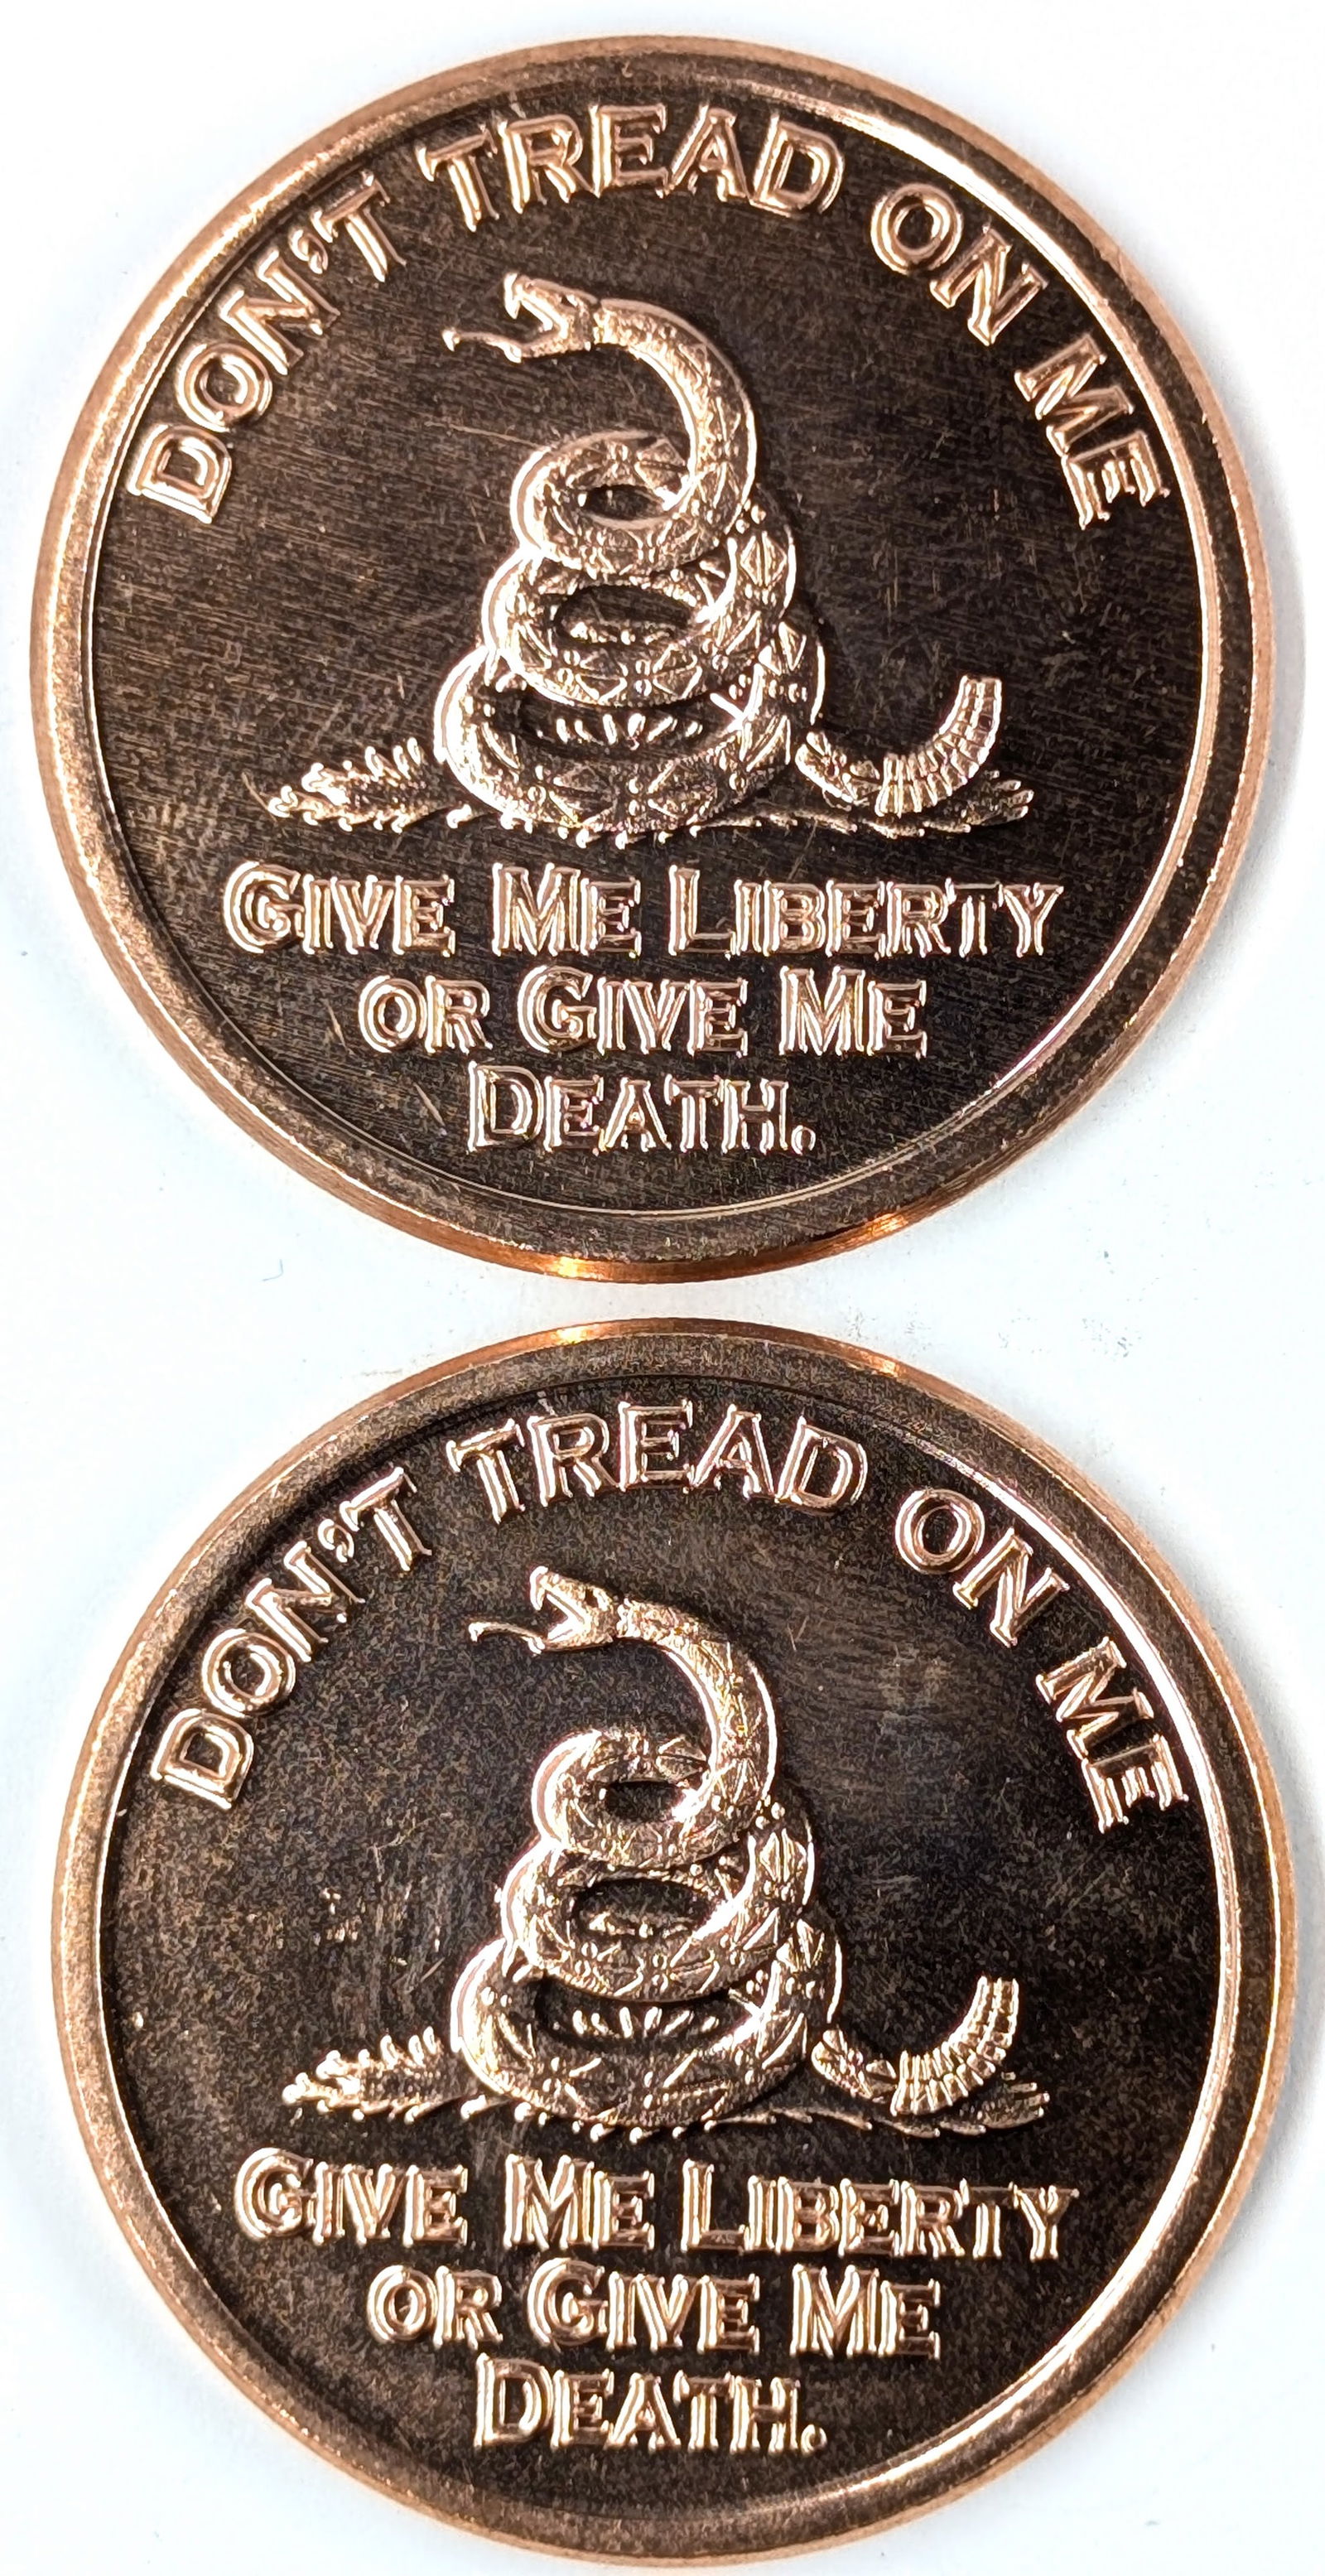 DON'T TREAD ON ME
GIVE ME LIBERTY
OR GIVE ME
DEATH.
DON'T TREAD ON ME
GIVE ME LIBERTY
OR GIVE ME
DEATH.